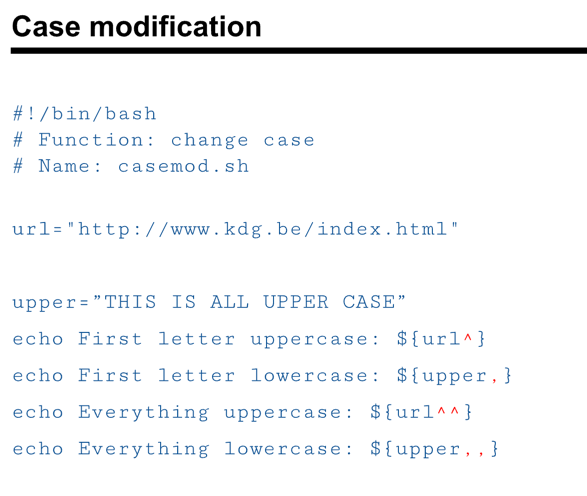 Case modification
#!/bin/bash
# Function: change case
# Name: casemod.sh
url="http://www.kdg.be/index.html"
upper=”THIS IS ALL UPPER CASE”
echo First letter uppercase: ${url^}
echo First letter lowercase: ${upper,}
echo Everything uppercase: ${url^^}
echo Everything lowercase: ${upper,,}